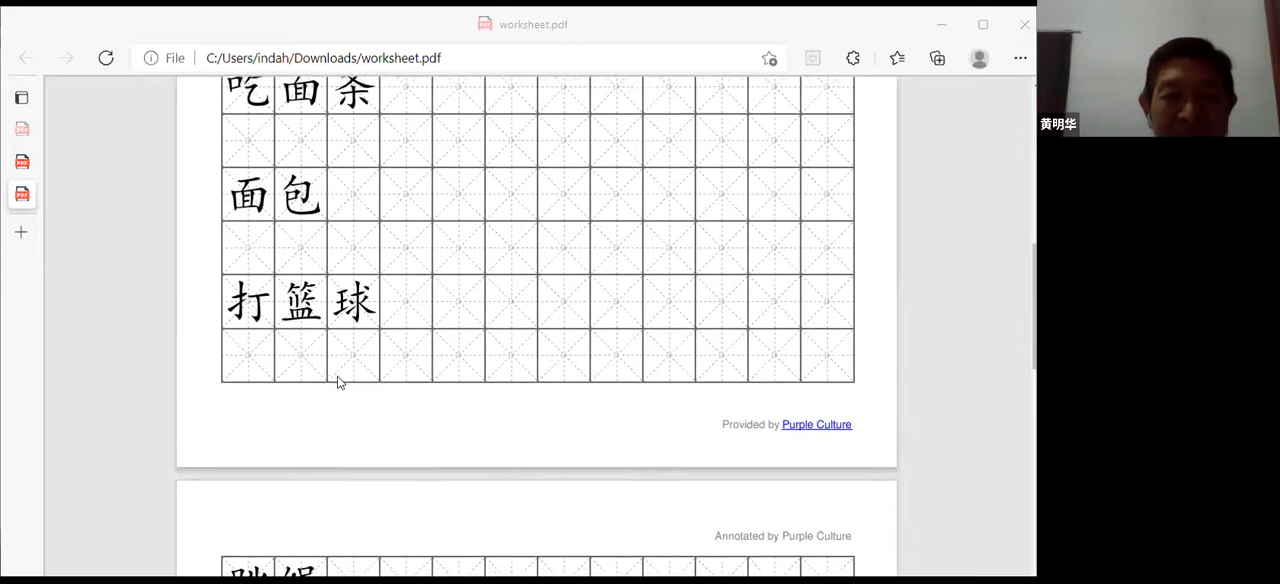 worksheet.pdf
File
C:/Users/indah/Downloads/worksheet.pdf
黄明华
吃面条
面包
打篮球
Provided by Purple Culture
Annotated by Purple Culture